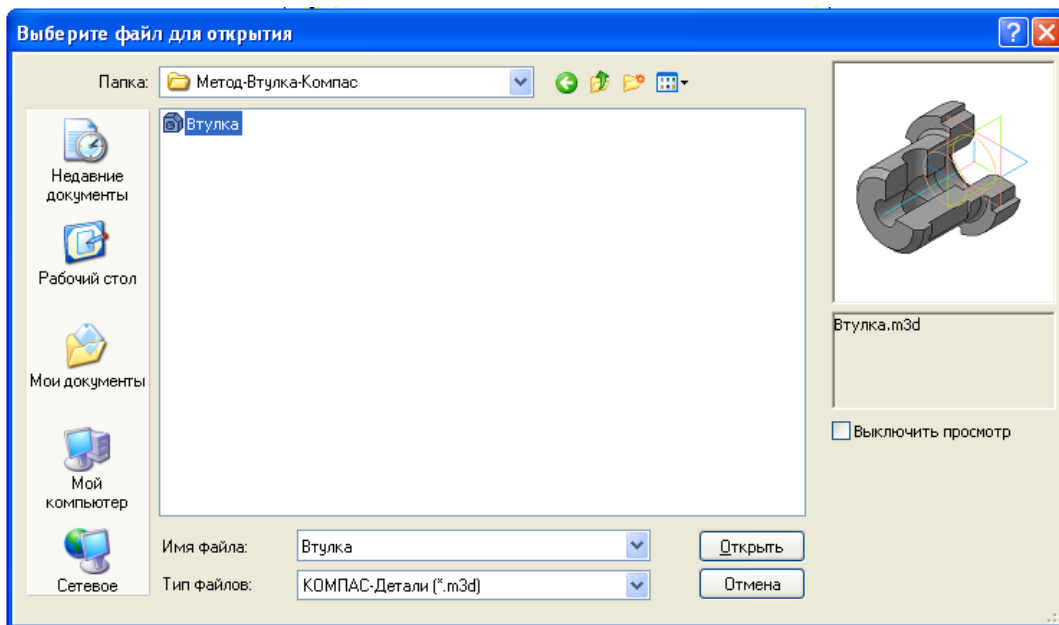 Выберите файл для открытия
Папка: Метод-Втулка-Компас
Втулка
Недавние
документы
Рабочий стол
Мои документы
Мой
компьютер
Сетевое
Втулка.m3d
Выключить просмотр
Имя файла: Втулка Открыть
Тип файлов: КОМПАС-Детали (*.m3d) Отмена